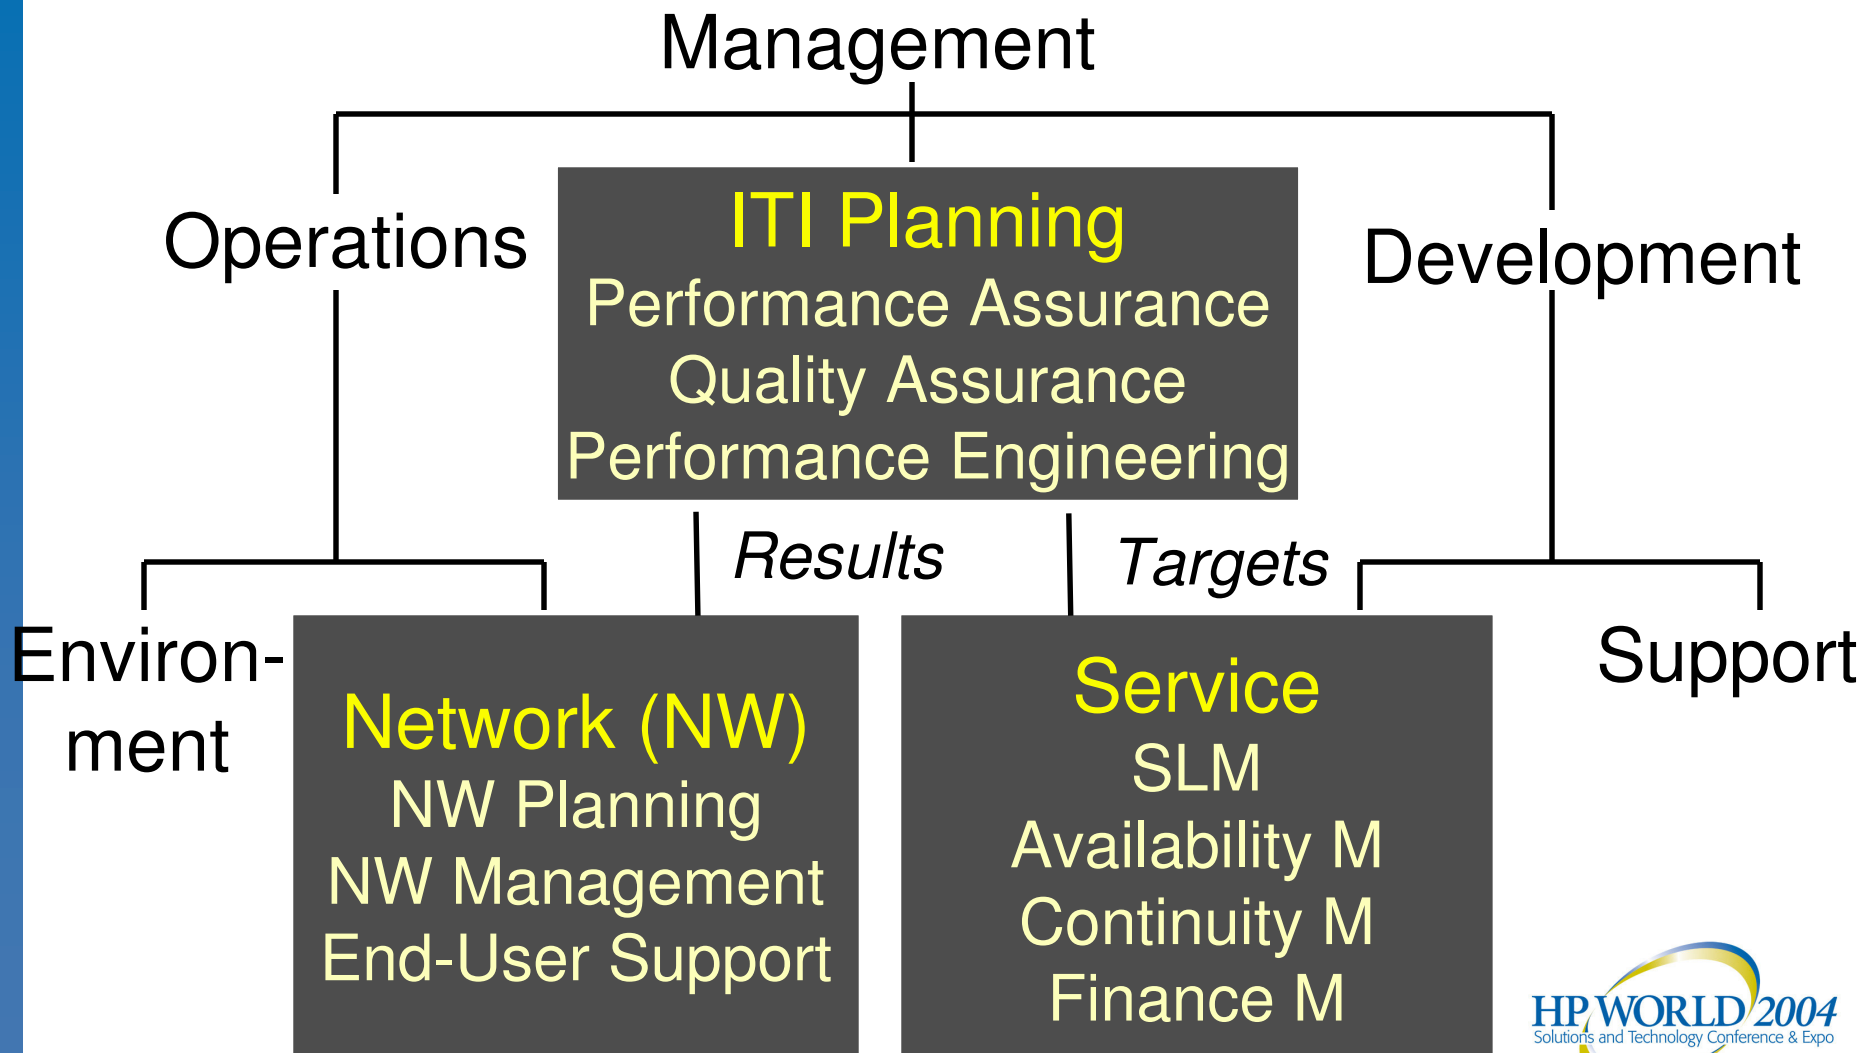 Management
Operations
ITI Planning
Performance Assurance
Quality Assurance
Performance Engineering
Development
Results
Targets
Environ-
ment
Network (NW)
NW Planning
NW Management
End-User Support
Service
SLM
Availability M
Continuity M
Finance M
Support
HP WORLD 2004
Solutions and Technology Conference & Expo